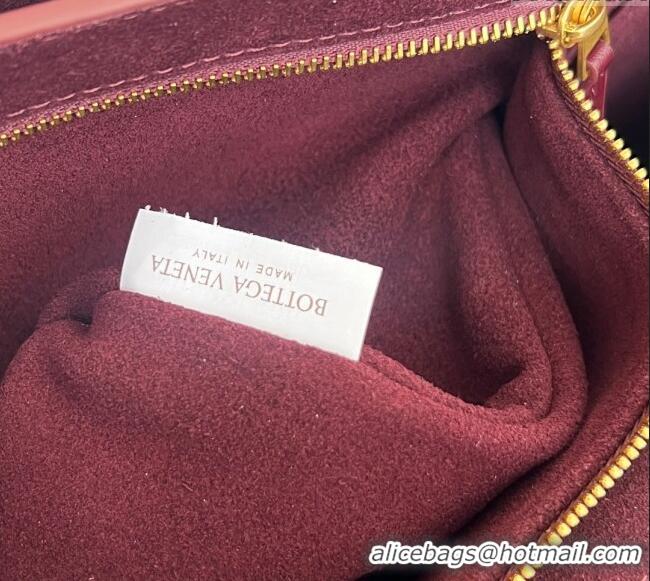 BOTTEGA VENETA
MADE IN ITALY
alicebags@hotmail.com